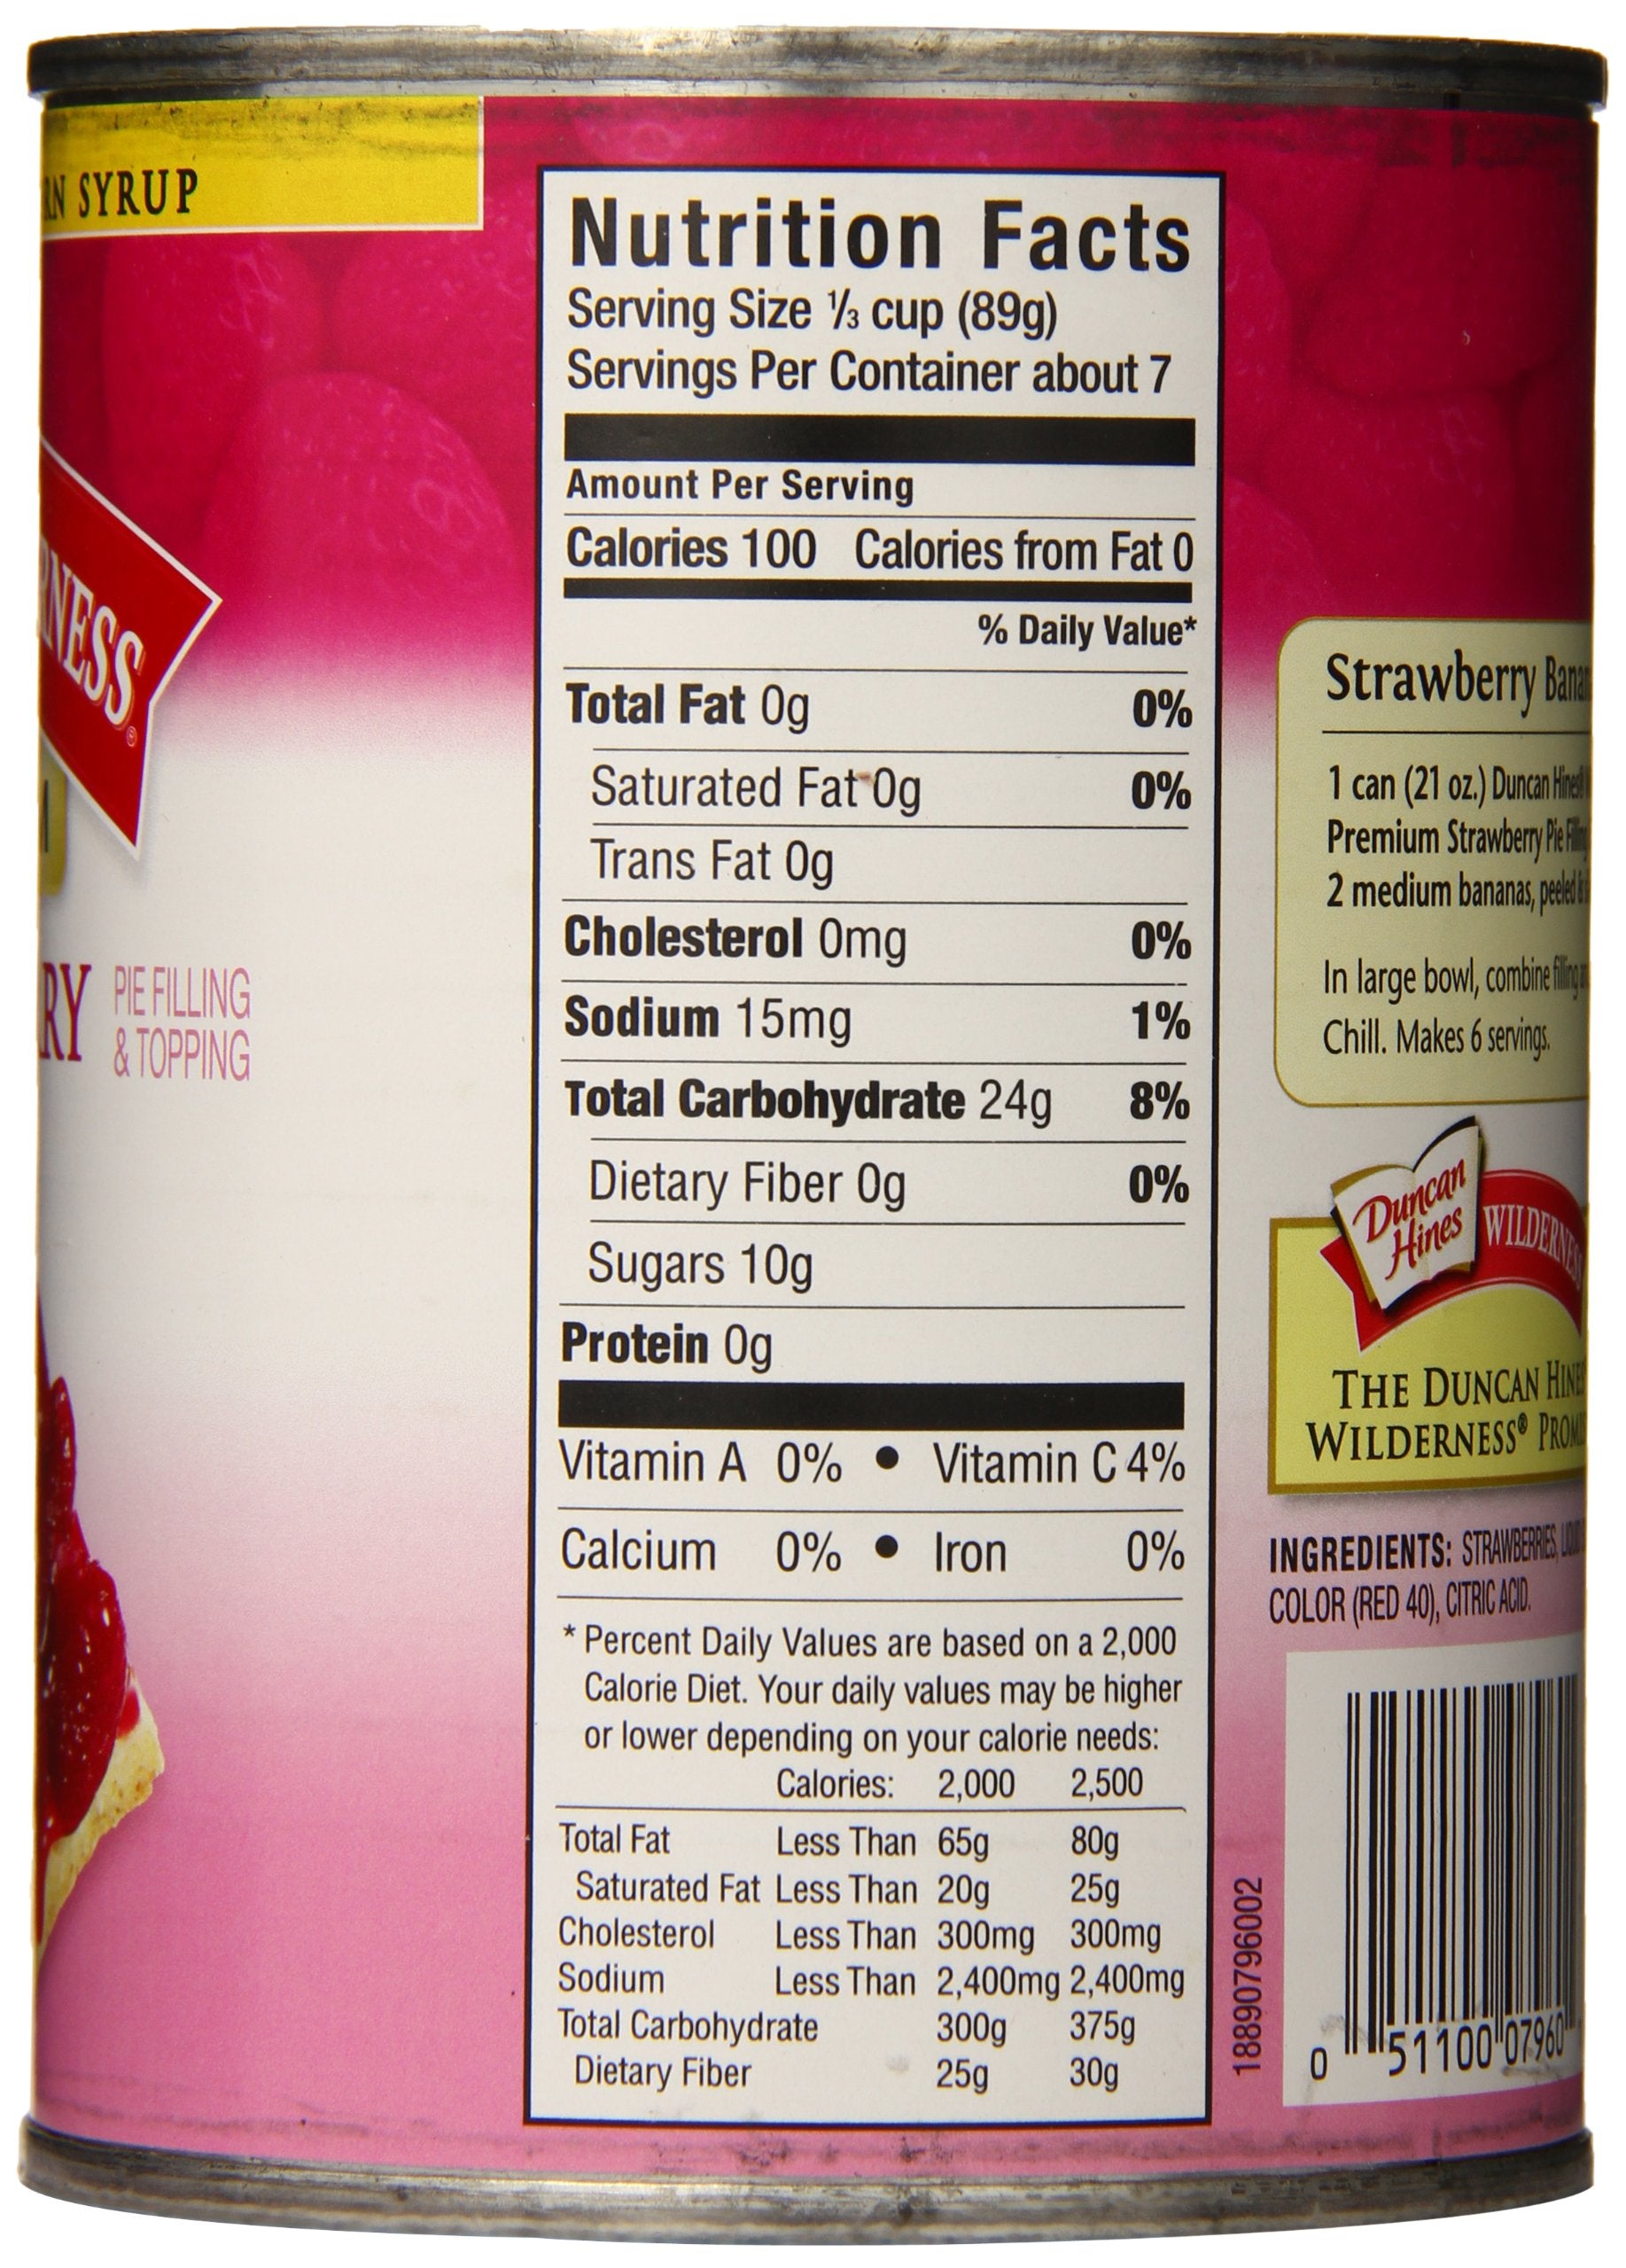 SYRUP
NESS
RY PIE FILLING
& TOPPING
Nutrition Facts
Serving Size ⅓ cup (89g)
Servings Per Container about 7
Amount Per Serving
Calories 100 Calories from Fat 0
% Daily Value*
Total Fat 0g 0%
Saturated Fat 0g 0%
Trans Fat 0g
Cholesterol 0mg 0%
Sodium 15mg 1%
Total Carbohydrate 24g 8%
Dietary Fiber 0g 0%
Sugars 10g
Protein 0g
Vitamin A 0% • Vitamin C 4%
Calcium 0% • Iron 0%
* Percent Daily Values are based on a 2,000
Calorie Diet. Your daily values may be higher
or lower depending on your calorie needs:
Calories: 2,000 2,500
Total Fat Less Than 65g 80g
Saturated Fat Less Than 20g 25g
Cholesterol Less Than 300mg 300mg
Sodium Less Than 2,400mg 2,400mg
Total Carbohydrate 300g 375g
Dietary Fiber 25g 30g
18890796002
Strawberry
1 can (21 oz.) Duncan Hines®
Premium Strawberry Pie Filling
2 medium bananas, peeled
In large bowl, combine filling
Chill. Makes 6 servings.
Duncan
Hines
WILDERNESS
THE DUNCAN HINES
WILDERNESS®
INGREDIENTS: STRAWBERRIES,
COLOR (RED 40), CITRIC ACID.
0 51100 07960